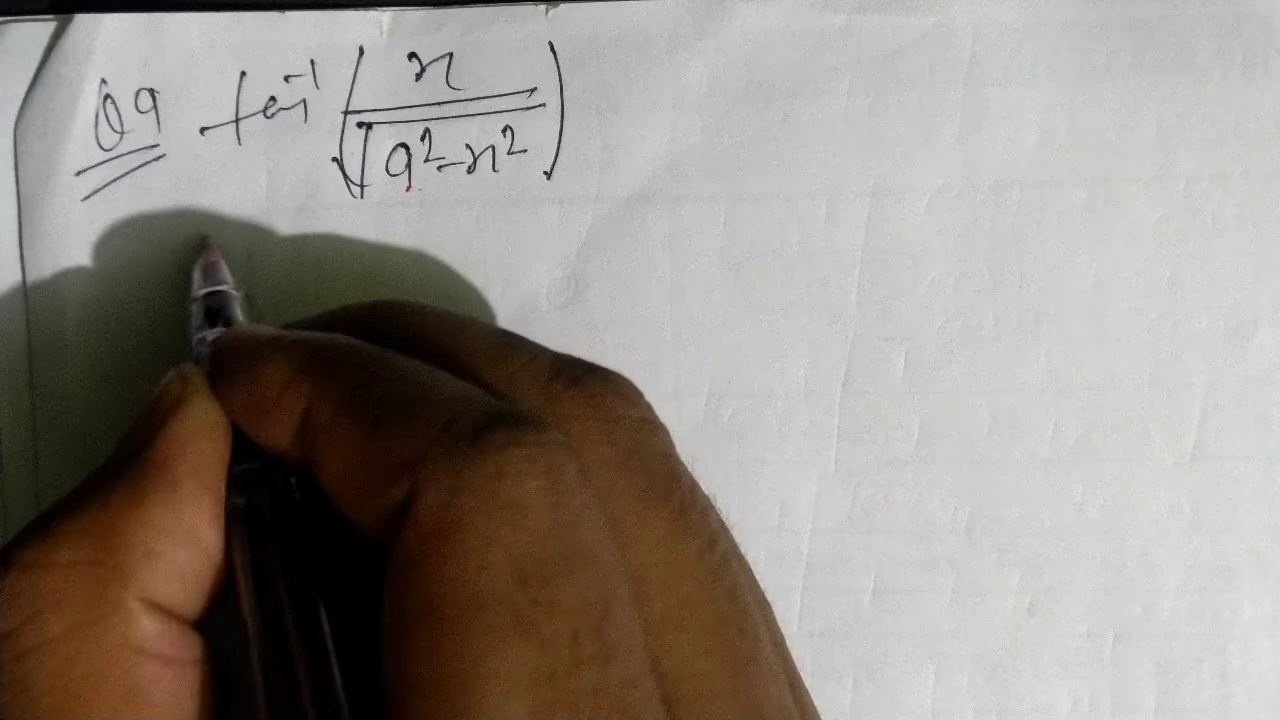 Q9 tan⁻¹ (x / √a²-x²)